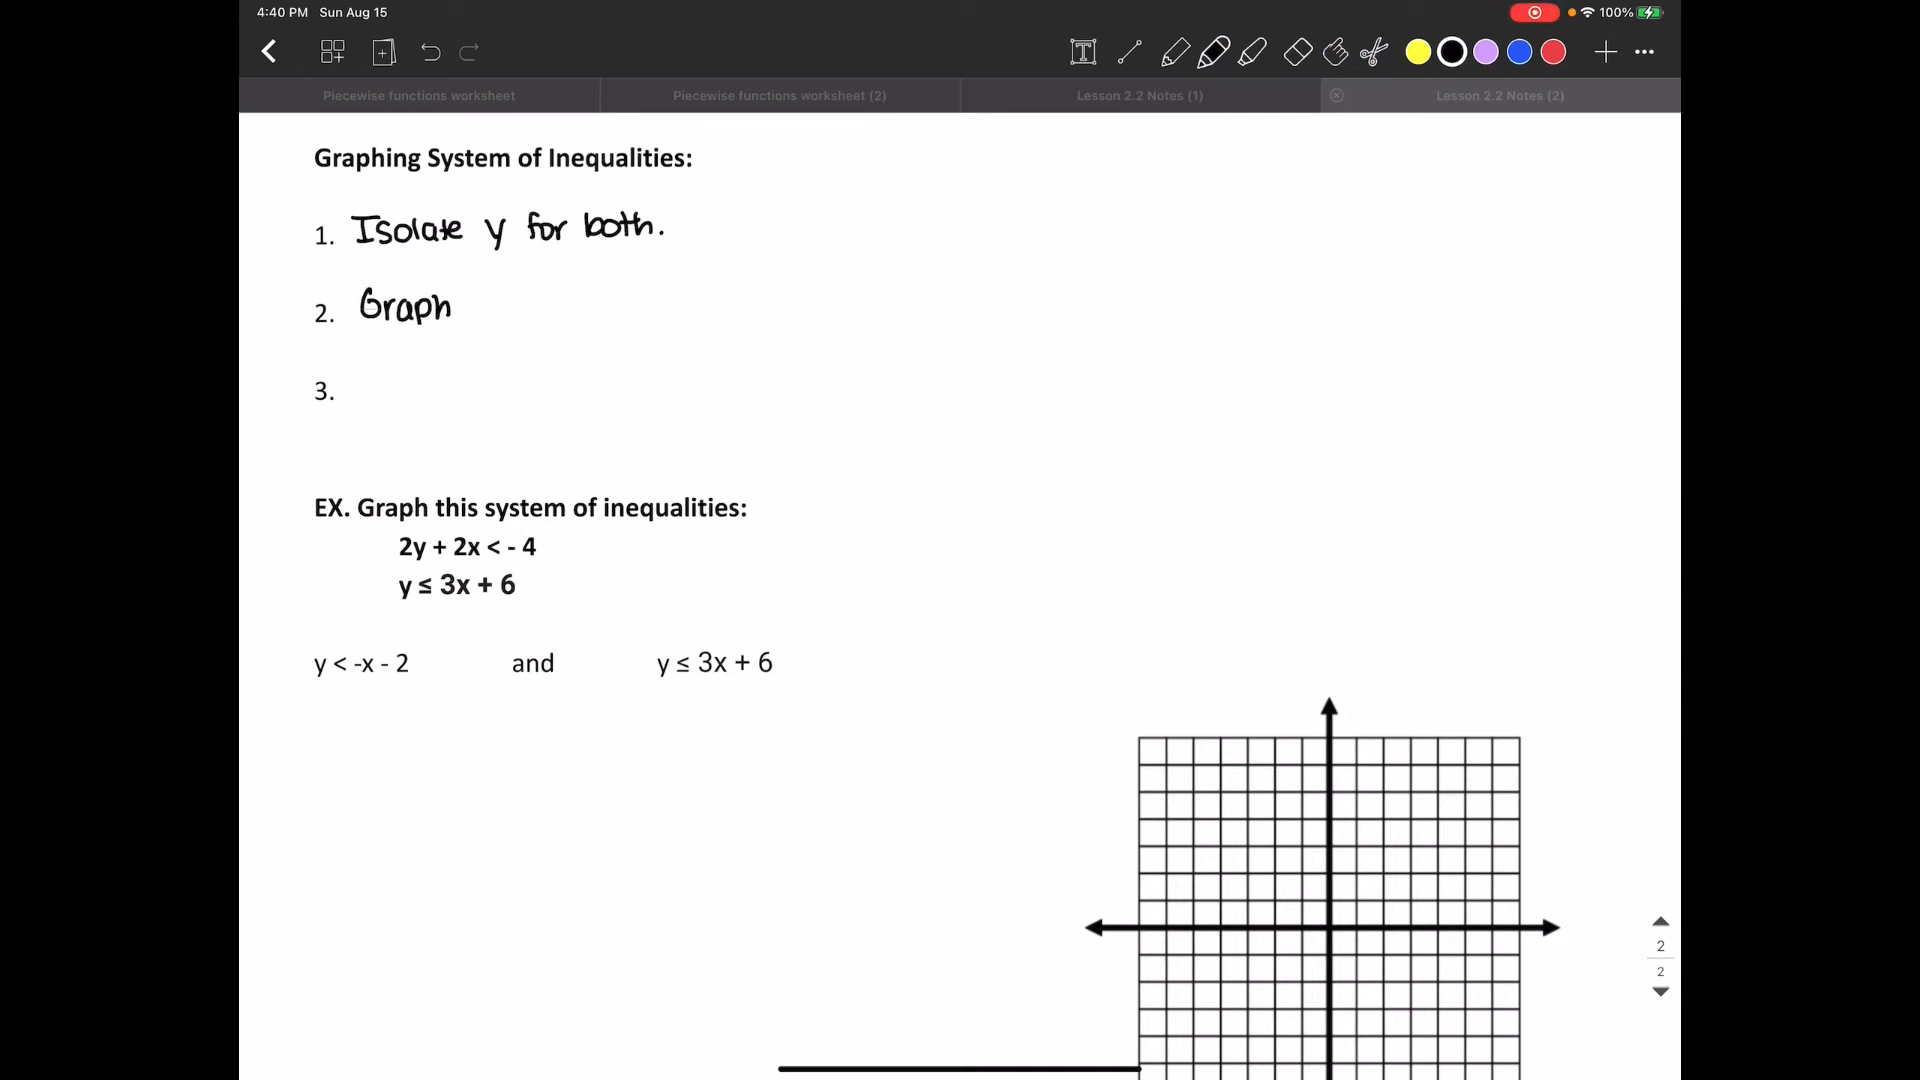 4:40 PM Sun Aug 15
100%
Piecewise functions worksheet
Piecewise functions worksheet (2)
Lesson 2.2 Notes (1)
Lesson 2.2 Notes (2)
Graphing System of Inequalities:
1. Isolate y for both.
2. Graph
3.
EX. Graph this system of inequalities:
2y + 2x < - 4
y ≤ 3x + 6
y < -x - 2 and y ≤ 3x + 6
2
2